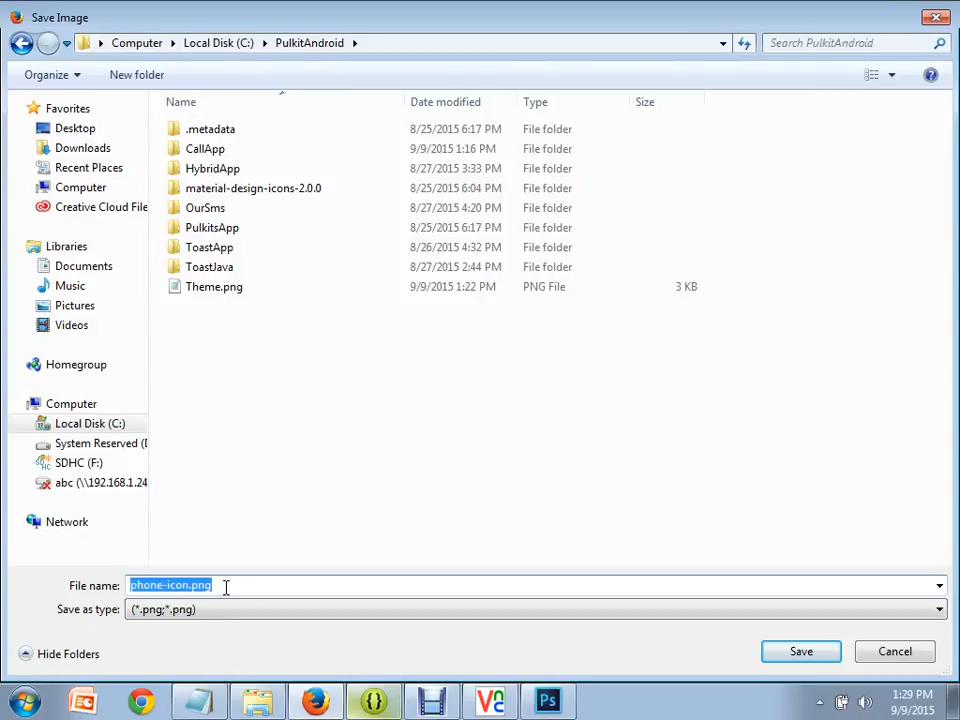 Save Image
Computer Local Disk (C:) PulkitAndroid Search PulkitAndroid
Organize New folder
Name Date modified Type Size
Favorites
Desktop
Downloads
Recent Places
Computer
Creative Cloud File
Libraries
Documents
Music
Pictures
Videos
Homegroup
Computer
Local Disk (C:)
System Reserved (D
SDHC (F:)
abc (\\192.168.1.24
Network
.metadata 8/25/2015 6:17 PM File folder
CallApp 9/9/2015 1:16 PM File folder
HybridApp 8/27/2015 3:33 PM File folder
material-design-icons-2.0.0 8/25/2015 6:04 PM File folder
OurSms 8/27/2015 4:20 PM File folder
PulkitsApp 8/25/2015 6:17 PM File folder
ToastApp 8/26/2015 4:32 PM File folder
ToastJava 8/27/2015 2:44 PM File folder
Theme.png 9/9/2015 1:22 PM PNG File 3 KB
File name: phone-icon.png
Save as type: (*.png;*.png)
Hide Folders Save Cancel
1:29 PM
9/9/2015